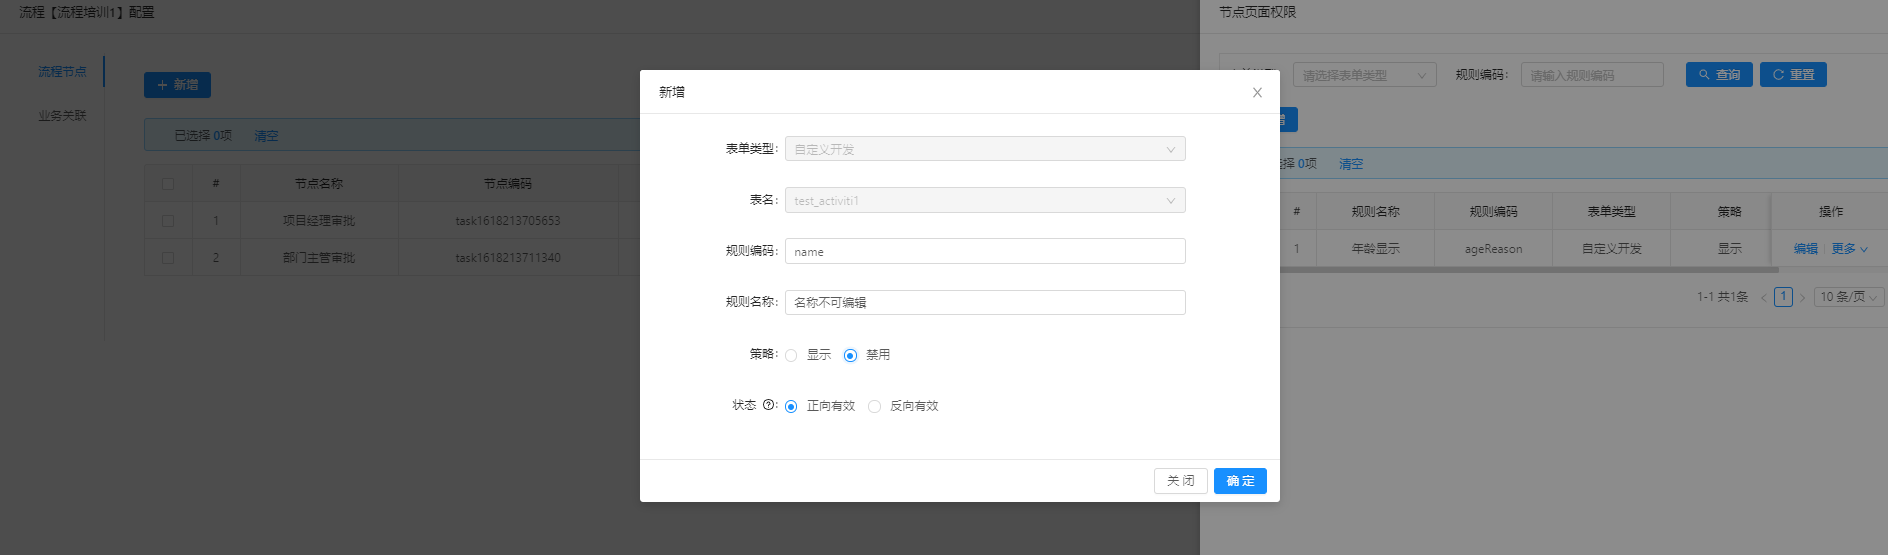 流程【流程培训1】配置
节点页面权限
流程节点
业务关联
新增
已选择 0项 清空
# 节点名称 节点编码
1 项目经理审批 task1618213705653
2 部门主管审批 task1618213711340
新增
表单类型: 自定义开发
表名: test_activiti1
规则编码: name
规则名称: 名称不可编辑
策略: 显示 禁用
状态 ?: 正向有效 反向有效
关 闭 确 定
请选择表单类型 规则编码: 请输入规则编码 查询 重置
择 0项 清空
# 规则名称 规则编码 表单类型 策略 操作
1 年龄显示 ageReason 自定义开发 显示 编辑 更多
1-1 共1条 < 1 > 10 条/页